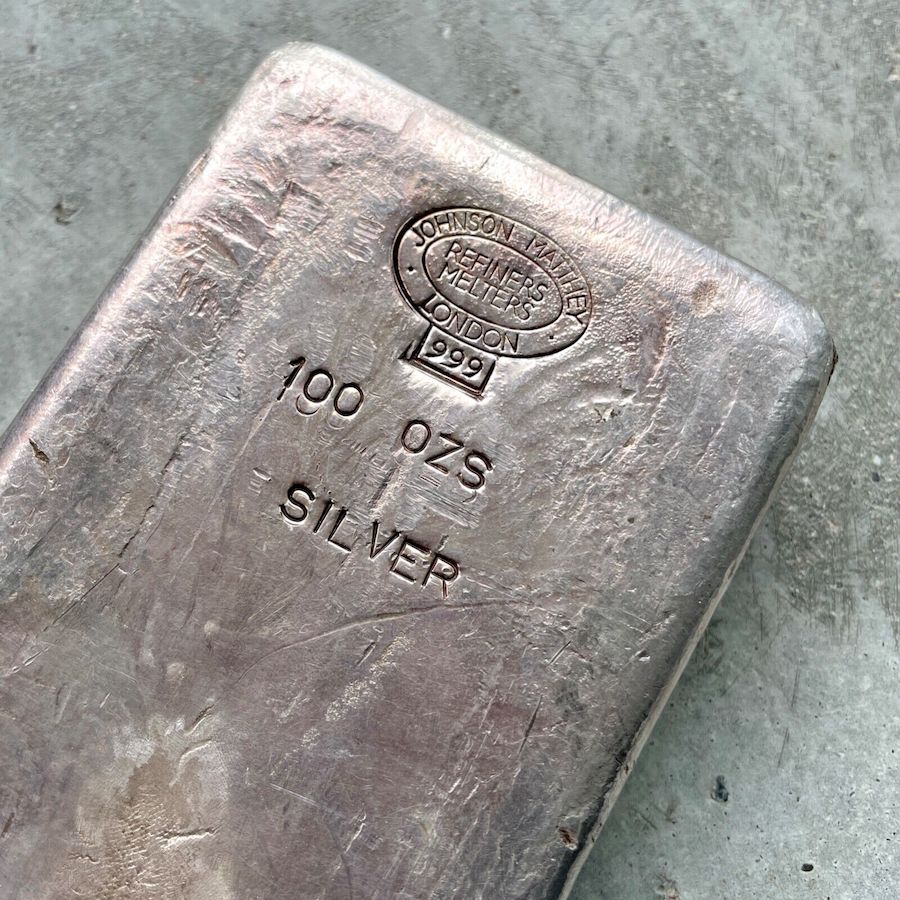 JOHNSON MATTHEY
REFINERS
MELTERS
LONDON
999
100 OZS
SILVER